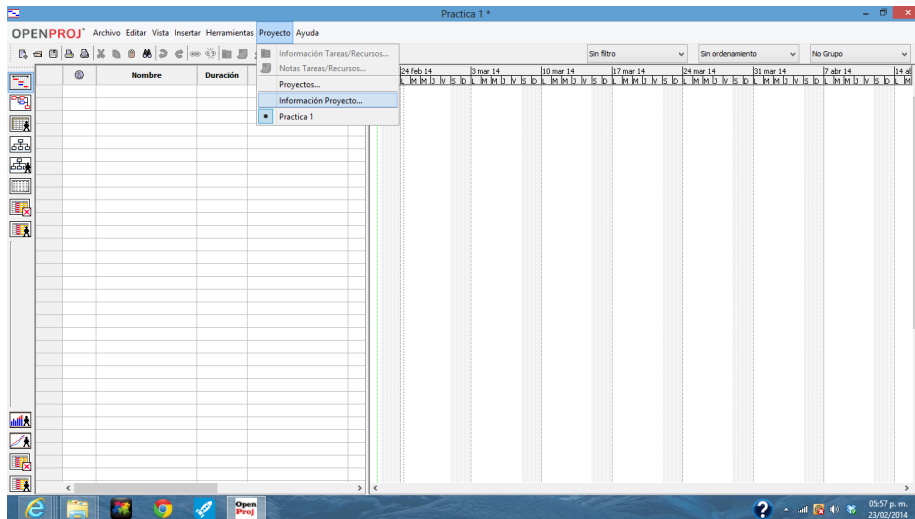 Practica 1 *
OPENPROJ Archivo Editar Vista Insertar Herramientas Proyecto Ayuda
Información Tareas/Recursos...
Notas Tareas/Recursos...
Proyectos...
Información Proyecto...
Practica 1
Sin filtro Sin ordenamiento No Grupo
Nombre Duración
24 feb 14 3 mar 14 10 mar 14 17 mar 14 24 mar 14 31 mar 14 7 abr 14
L M M J V S D L M M J V S D L M M J V S D L M M J V S D L M M J V S D L M M J V S D L M M J V S D L M
Open
Proj
05:57 p. m.
23/02/2014